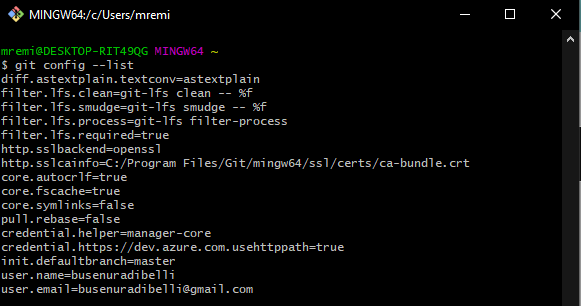 MINGW64:/c/Users/mremi
mremi@DESKTOP-RIT49QG MINGW64 ~
$ git config --list
diff.astextplain.textconv=astextplain
filter.lfs.clean=git-lfs clean -- %f
filter.lfs.smudge=git-lfs smudge -- %f
filter.lfs.process=git-lfs filter-process
filter.lfs.required=true
http.sslbackend=openssl
http.sslcainfo=C:/Program Files/Git/mingw64/ssl/certs/ca-bundle.crt
core.autocrlf=true
core.fscache=true
core.symlinks=false
pull.rebase=false
credential.helper=manager-core
credential.https://dev.azure.com.usehttppath=true
init.defaultbranch=master
user.name=busenuradibelli
user.email=busenuradibelli@gmail.com